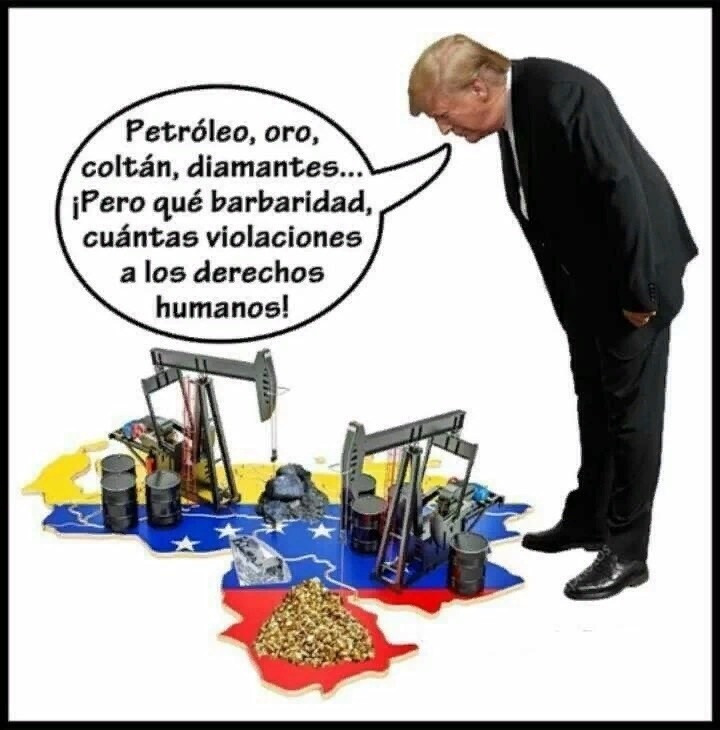 Petróleo, oro,
coltán, diamantes...
¡Pero qué barbaridad,
cuántas violaciones
a los derechos
humanos!